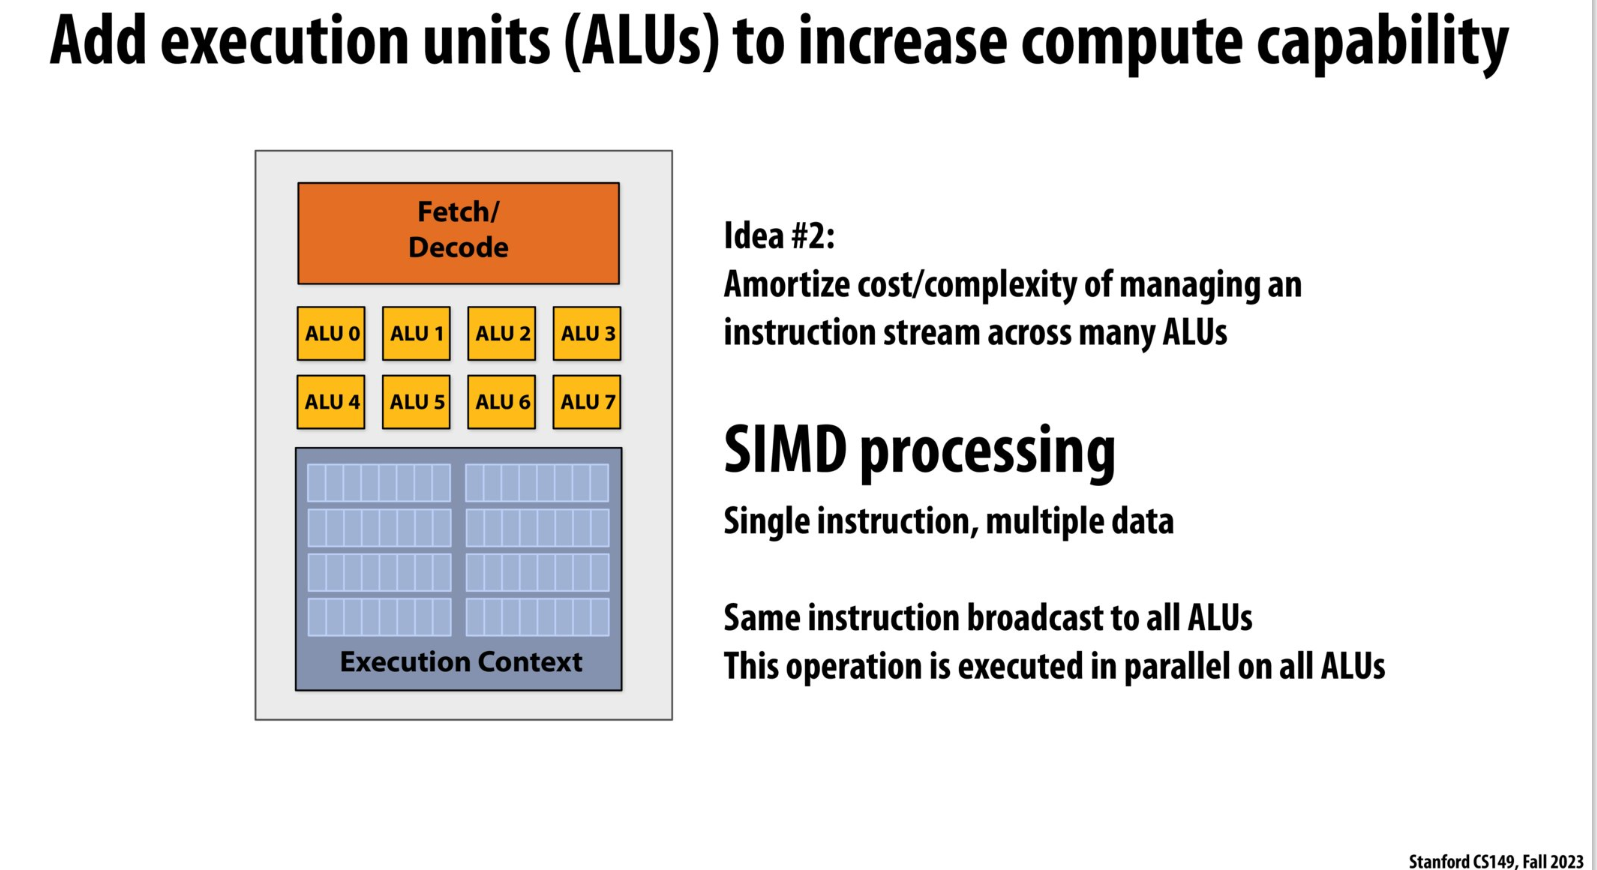 Add execution units (ALUs) to increase compute capability
Fetch/
Decode
ALU 0
ALU 1
ALU 2
ALU 3
ALU 4
ALU 5
ALU 6
ALU 7
Execution Context
Idea #2:
Amortize cost/complexity of managing an
instruction stream across many ALUs
SIMD processing
Single instruction, multiple data
Same instruction broadcast to all ALUs
This operation is executed in parallel on all ALUs
Stanford CS149, Fall 2023